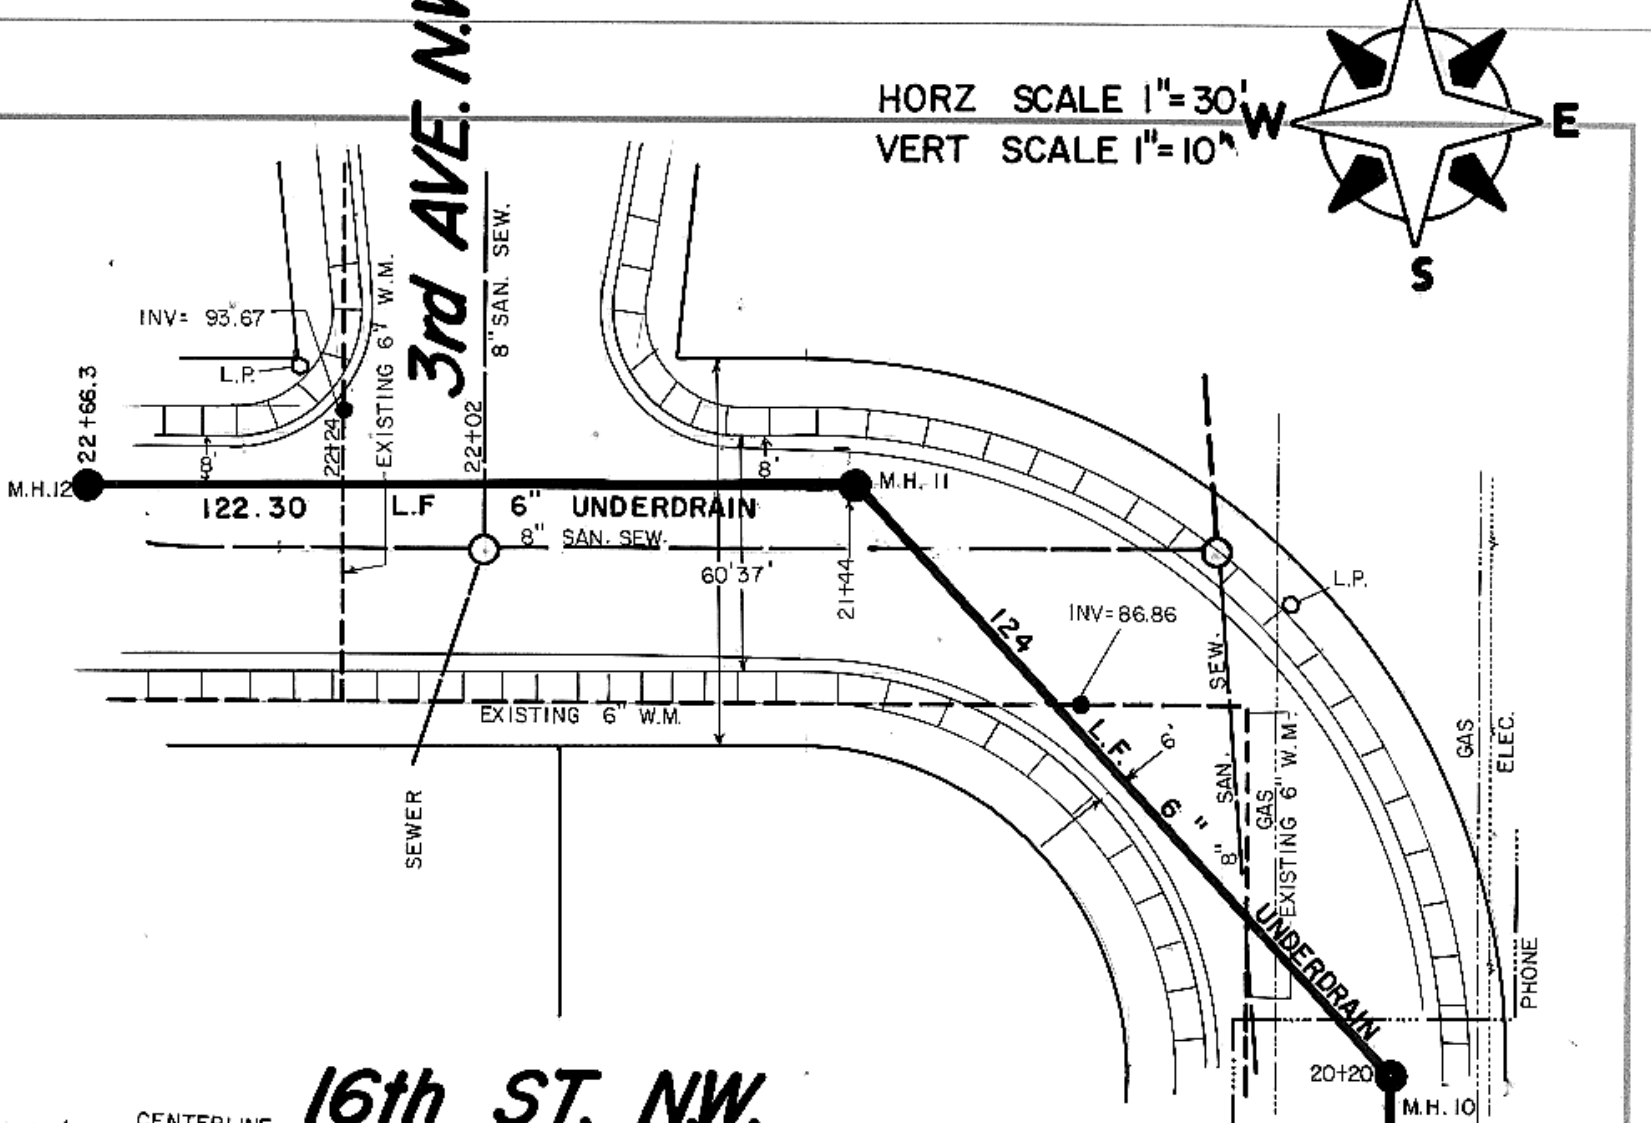 3rd AVE. N.W.
HORZ SCALE 1"=30'
VERT SCALE 1"=10"
W
E
S
INV= 93.67
L.P.
EXISTING 6" W.M.
8" SAN. SEW.
22+66.3
22+24
22+02
8'
8'
M.H.12
M.H. 11
122.30 L.F 6" UNDERDRAIN
8" SAN. SEW.
60' 37'
21+44
L.P.
INV=86.86
124 L.F. 6" UNDERDRAIN
6'
8" SAN. SEW.
GAS
EXISTING 6" W.M.
GAS
ELEC.
PHONE
EXISTING 6" W.M.
SEWER
20+20
M.H. 10
16th ST. N.W.
CENTERLINE